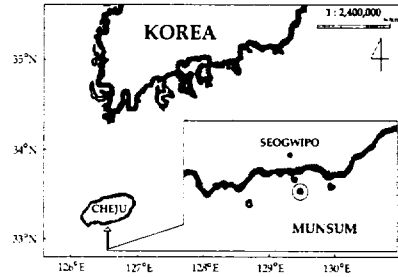 1 : 2,400,000
KOREA
35°N
34°N
33°N
SEOGWIPO
CHEJU
MUNSUM
126°E
127°E
128°E
129°E
130°E